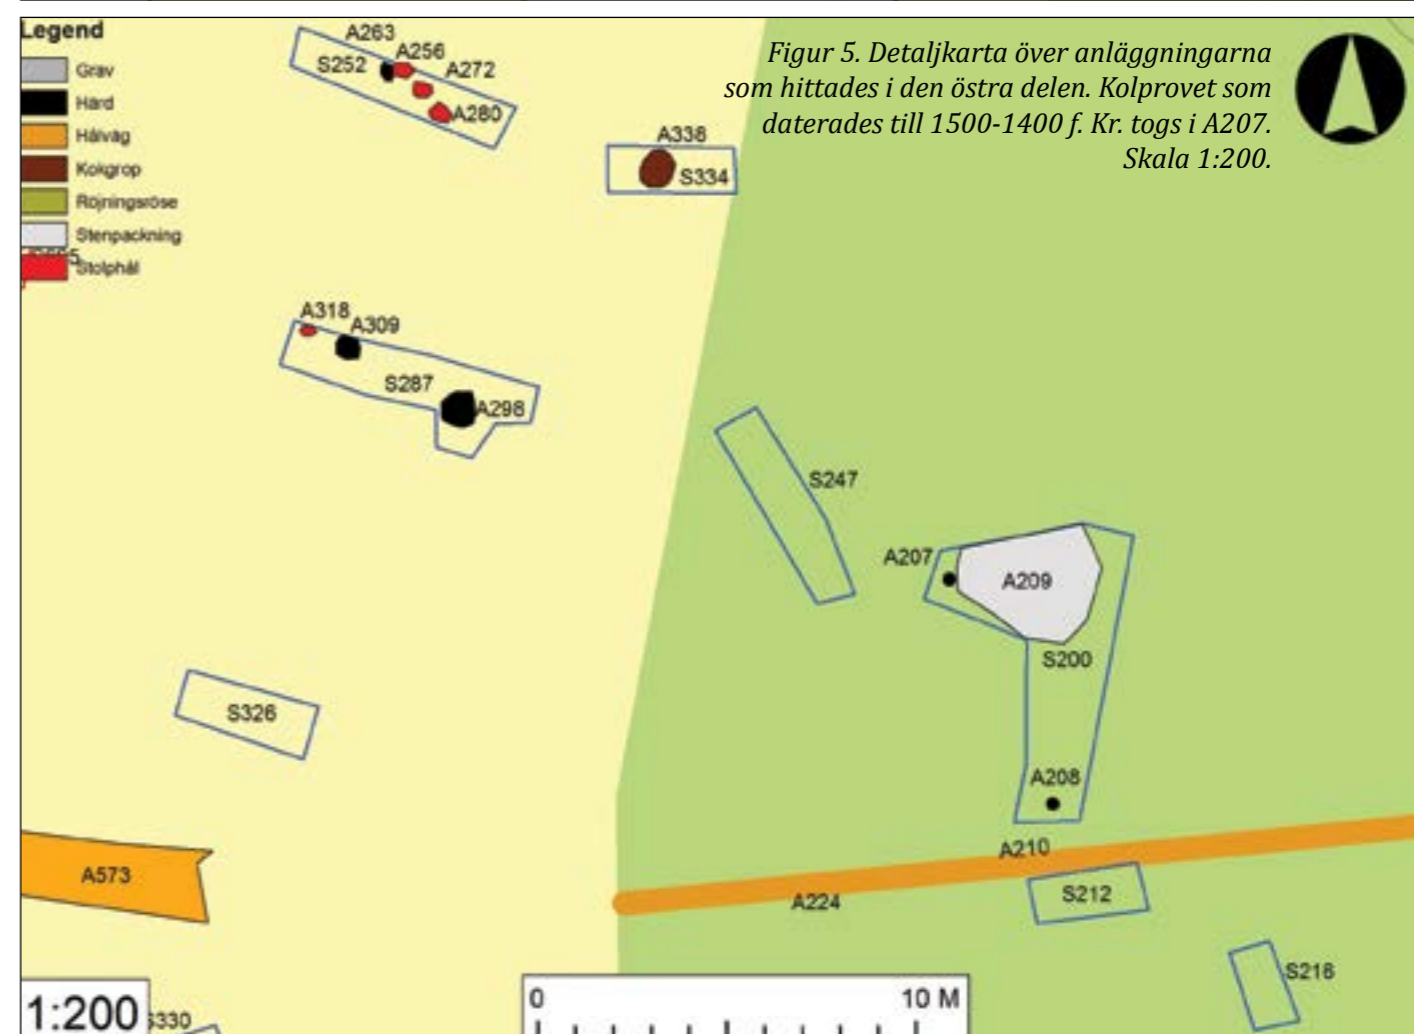 Legend
Grav
Härd
Hålväg
Kokgrop
Röjningsröse
Stenpackning
Stolphål
Figur 5. Detaljkarta över anläggningarna
som hittades i den östra delen. Kolprovet som
daterades till 1500-1400 f. Kr. togs i A207.
Skala 1:200.
A263
A256
S252
A272
A280
A338
S334
A318
A309
S287
A298
S247
A207
A209
S200
S326
A208
A210
A573
A224
S212
S218
1:200
S330
0
10 M